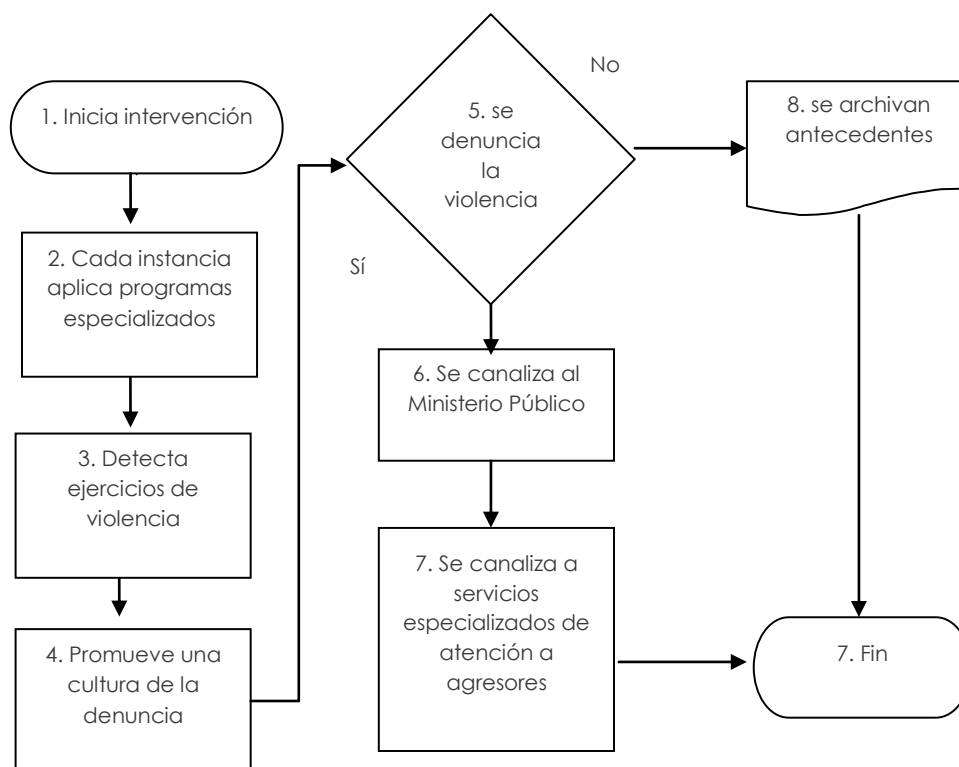 1. Inicia intervención
2. Cada instancia
aplica programas
especializados
3. Detecta
ejercicios de
violencia
4. Promueve una
cultura de la
denuncia
5. se
denuncia
la
violencia
No
Sí
6. Se canaliza al
Ministerio Público
7. Se canaliza a
servicios
especializados de
atención a
agresores
8. se archivan
antecedentes
7. Fin